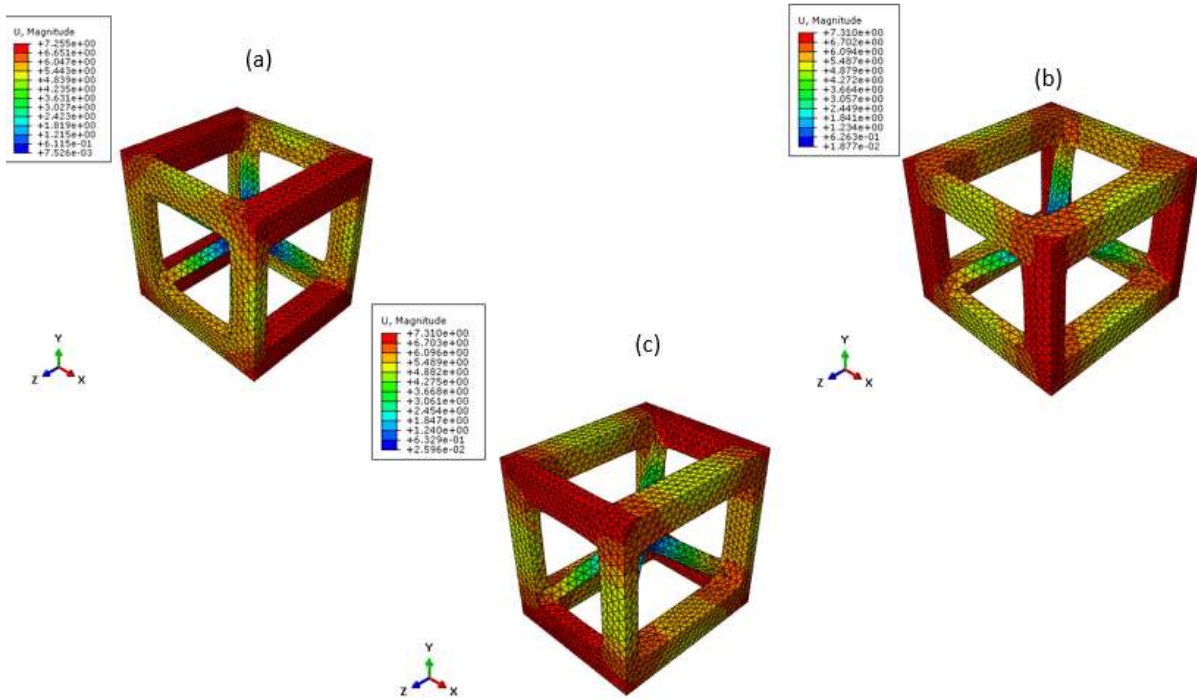 U, Magnitude
+7.255e+00
+6.651e+00
+6.047e+00
+5.443e+00
+4.839e+00
+4.235e+00
+3.631e+00
+3.027e+00
+2.423e+00
+1.819e+00
+1.215e+00
+6.115e-01
+7.526e-03
(a)
Y
Z
X
U, Magnitude
+7.310e+00
+6.702e+00
+6.094e+00
+5.487e+00
+4.879e+00
+4.272e+00
+3.664e+00
+3.057e+00
+2.449e+00
+1.841e+00
+1.234e+00
+6.263e-01
+1.877e-02
(b)
Y
Z
X
U, Magnitude
+7.310e+00
+6.703e+00
+6.096e+00
+5.489e+00
+4.882e+00
+4.275e+00
+3.668e+00
+3.061e+00
+2.454e+00
+1.847e+00
+1.240e+00
+6.329e-01
+2.596e-02
(c)
Y
Z
X